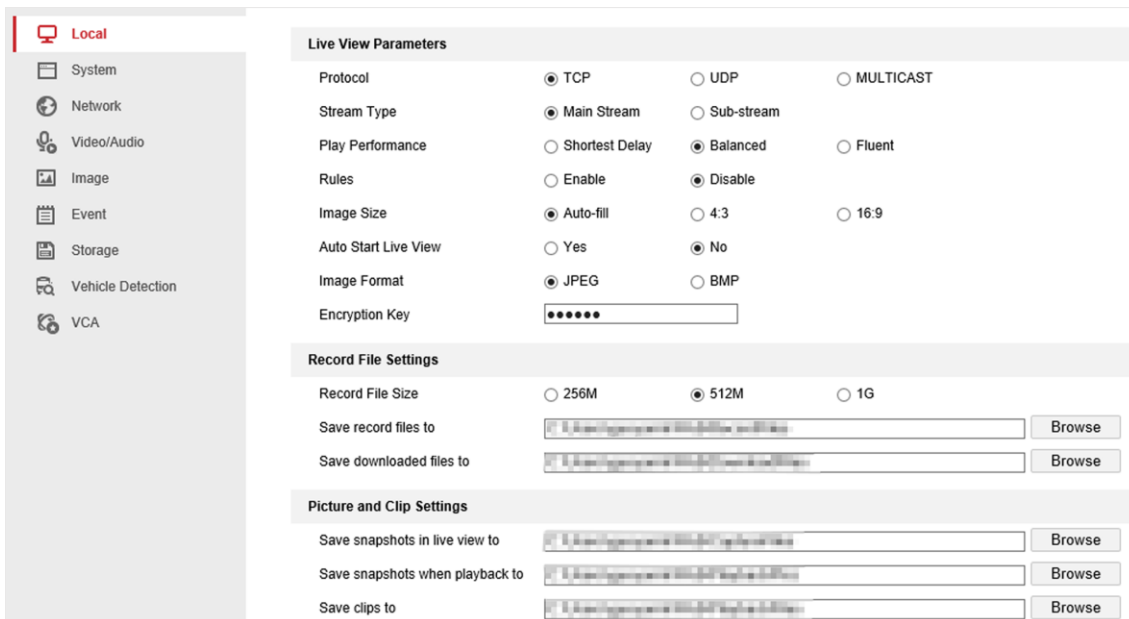 Local
System
Network
Video/Audio
Image
Event
Storage
Vehicle Detection
VCA
Live View Parameters
Protocol TCP UDP MULTICAST
Stream Type Main Stream Sub-stream
Play Performance Shortest Delay Balanced Fluent
Rules Enable Disable
Image Size Auto-fill 4:3 16:9
Auto Start Live View Yes No
Image Format JPEG BMP
Encryption Key ●●●●●●
Record File Settings
Record File Size 256M 512M 1G
Save record files to Browse
Save downloaded files to Browse
Picture and Clip Settings
Save snapshots in live view to Browse
Save snapshots when playback to Browse
Save clips to Browse